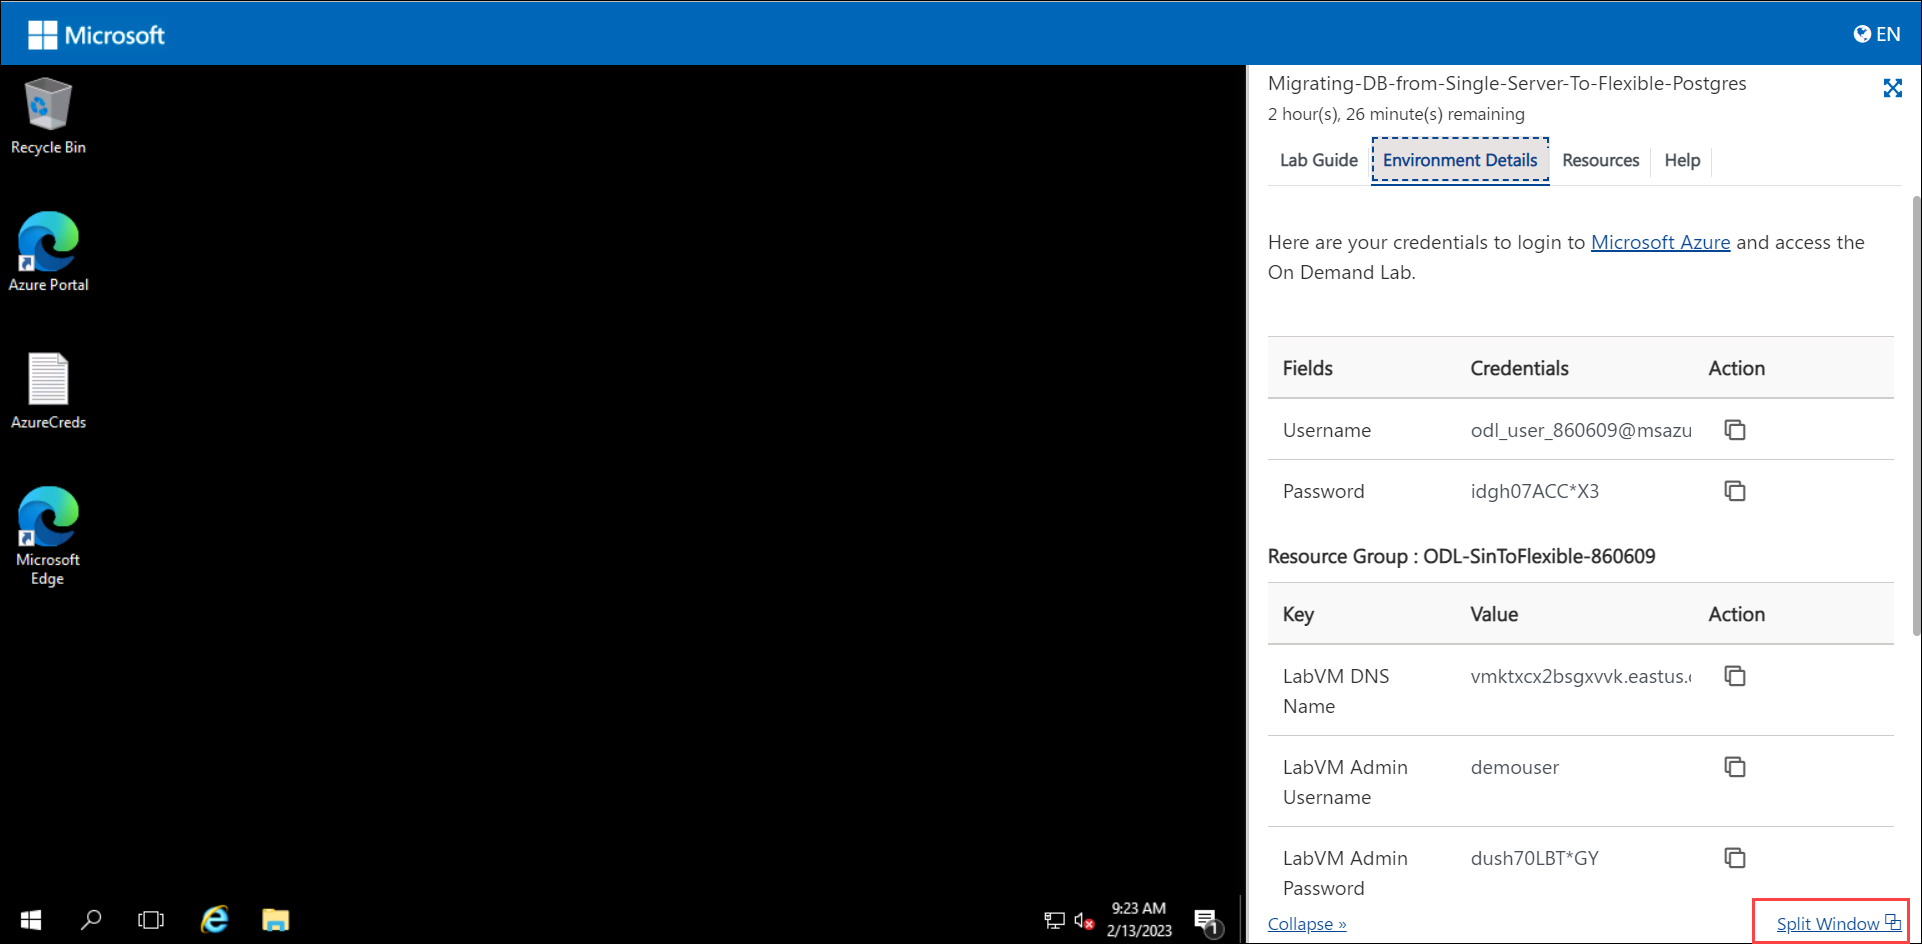 Microsoft
EN
Recycle Bin
Azure Portal
AzureCreds
Microsoft
Edge
9:23 AM
2/13/2023
1
Migrating-DB-from-Single-Server-To-Flexible-Postgres
2 hour(s), 26 minute(s) remaining
Lab Guide Environment Details Resources Help
Here are your credentials to login to Microsoft Azure and access the
On Demand Lab.
Fields Credentials Action
Username odl_user_860609@msazu
Password idgh07ACC*X3
Resource Group : ODL-SinToFlexible-860609
Key Value Action
LabVM DNS vmktxcx2bsgxvvk.eastus.
Name
LabVM Admin demouser
Username
LabVM Admin dush70LBT*GY
Password
Collapse » Split Window